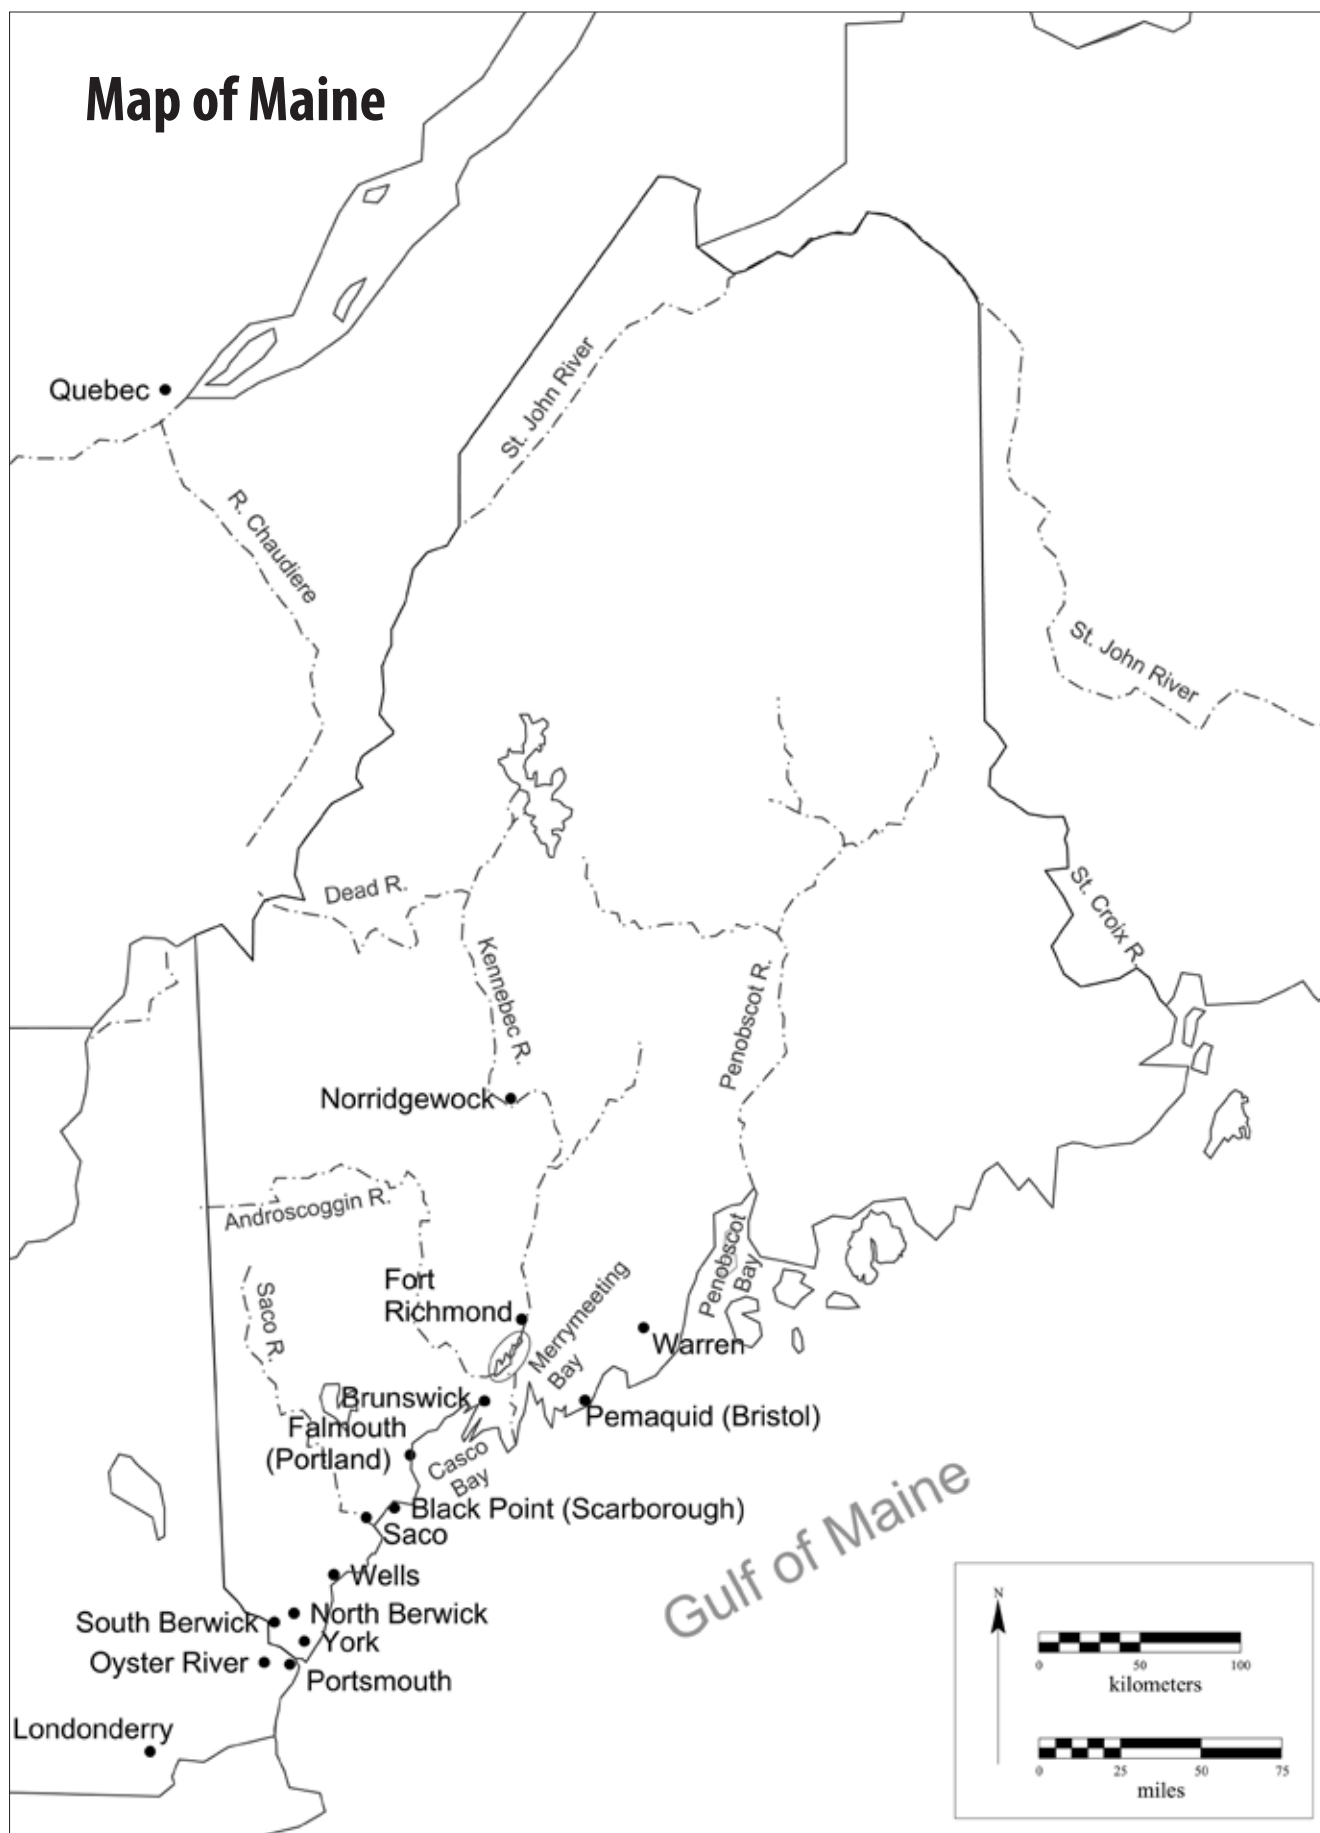 Map of Maine
St. John River
Quebec
R. Chaudiere
St. John River
Dead R.
St. Croix R.
Kennebec R.
Penobscot R.
Norridgewock
Androscoggin R.
Penobscot
Bay
Saco R.
Fort
Richmond
Merrymeeting
Bay
Warren
Brunswick
Pemaquid (Bristol)
Falmouth
(Portland)
Casco
Bay
Black Point (Scarborough)
Saco
Gulf of Maine
Wells
South Berwick
North Berwick
York
Oyster River
Portsmouth
Londonderry
N
0 50 100
kilometers
0 25 50 75
miles